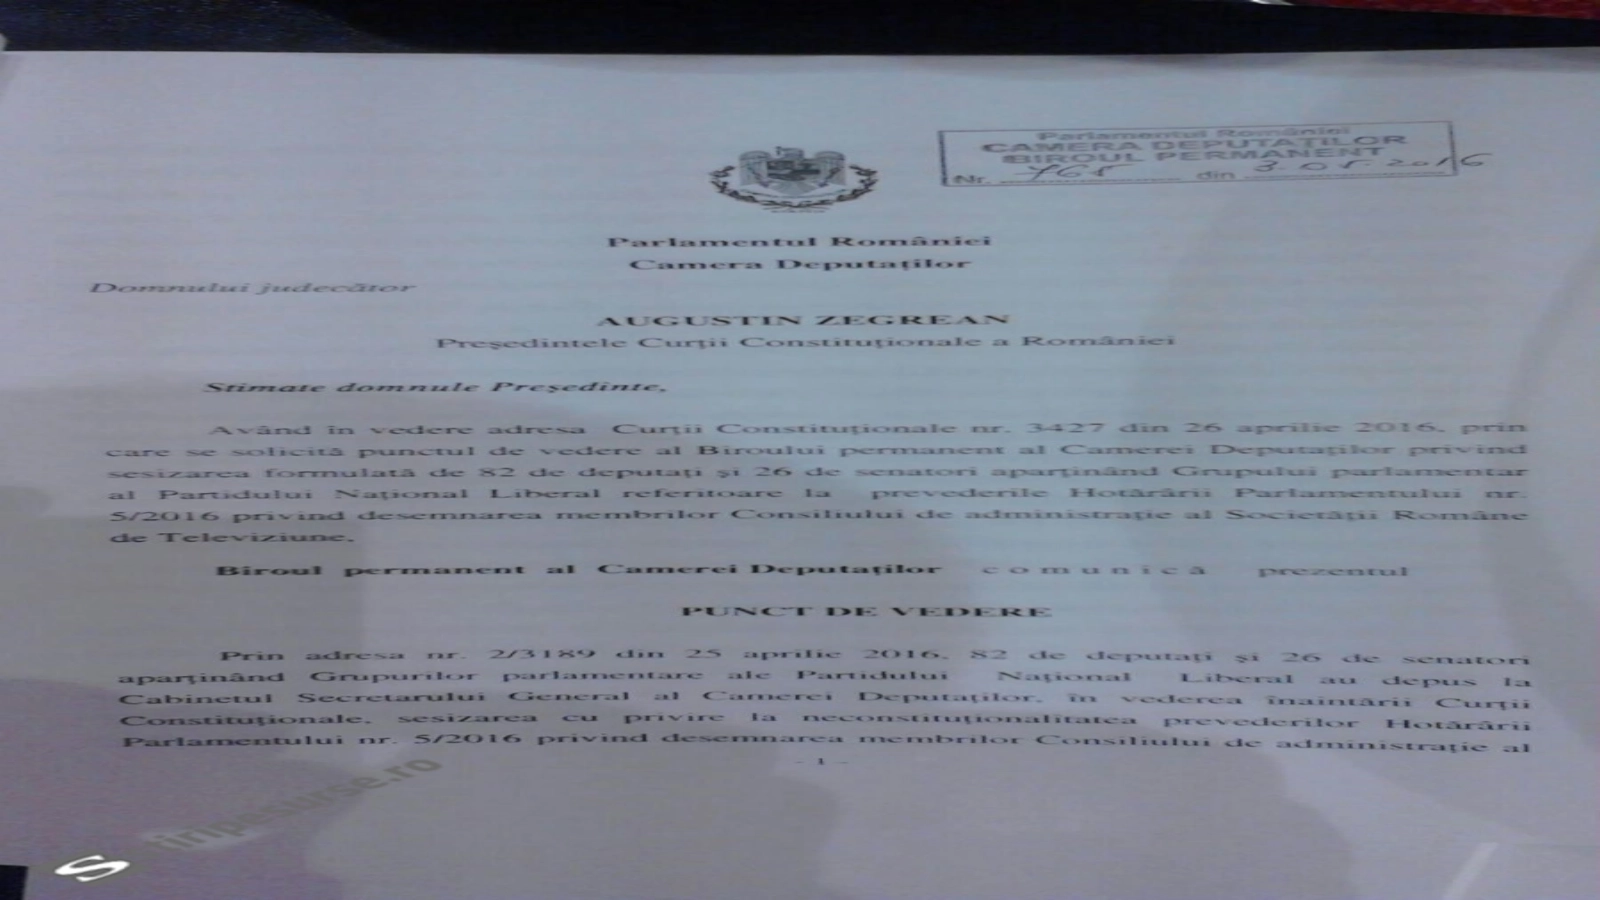 Parlamentul României
CAMERA DEPUTAȚILOR
BIROUL PERMANENT
Nr. 768 din 3.05.2016
Parlamentul României
Camera Deputaţilor
Domnului judecător
AUGUSTIN ZEGREAN
Preşedintele Curţii Constituţionale a României
Stimate domnule Preşedinte,
Având în vedere adresa Curţii Constituţionale nr. 3427 din 26 aprilie 2016, prin
care se solicită punctul de vedere al Biroului permanent al Camerei Deputaţilor privind
sesizarea formulată de 82 de deputaţi şi 26 de senatori aparţinând Grupului parlamentar
al Partidului Naţional Liberal referitoare la prevederile Hotărârii Parlamentului nr.
5/2016 privind desemnarea membrilor Consiliului de administraţie al Societăţii Române
de Televiziune,
Biroul permanent al Camerei Deputaţilor c o m u n i c ă prezentul
PUNCT DE VEDERE
Prin adresa nr. 2/3189 din 25 aprilie 2016, 82 de deputaţi şi 26 de senatori
aparţinând Grupurilor parlamentare ale Partidului Naţional Liberal au depus la
Cabinetul Secretarului General al Camerei Deputaţilor, în vederea înaintării Curţii
Constituţionale, sesizarea cu privire la neconstituţionalitatea prevederilor Hotărârii
Parlamentului nr. 5/2016 privind desemnarea membrilor Consiliului de administraţie al
- 1 -
S tiripesurse.ro